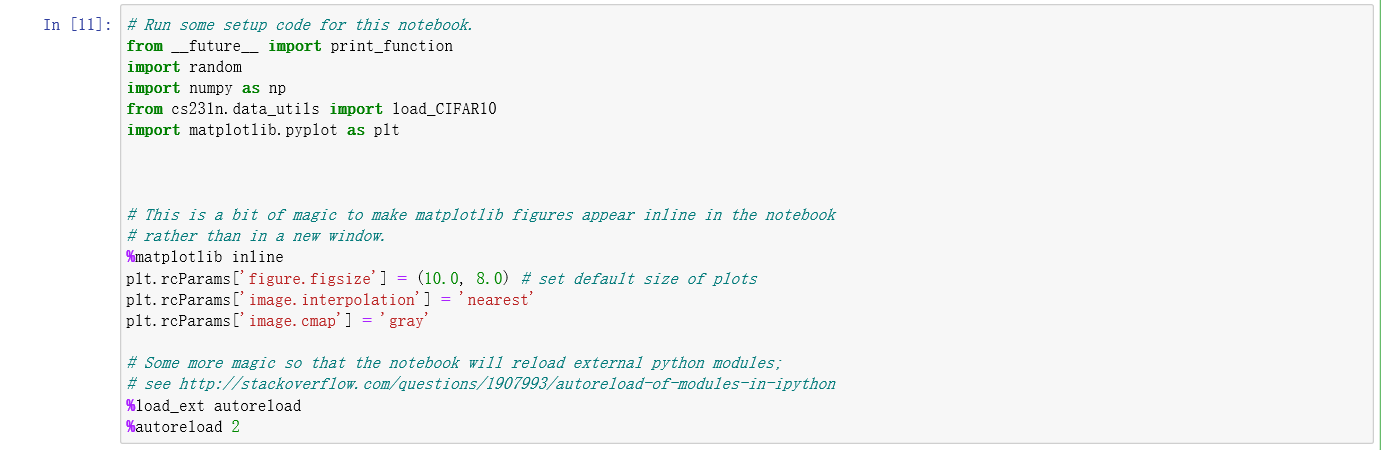 In [11]:
# Run some setup code for this notebook.
from __future__ import print_function
import random
import numpy as np
from cs231n.data_utils import load_CIFAR10
import matplotlib.pyplot as plt
# This is a bit of magic to make matplotlib figures appear inline in the notebook
# rather than in a new window.
%matplotlib inline
plt.rcParams['figure.figsize'] = (10.0, 8.0) # set default size of plots
plt.rcParams['image.interpolation'] = 'nearest'
plt.rcParams['image.cmap'] = 'gray'
# Some more magic so that the notebook will reload external python modules;
# see http://stackoverflow.com/questions/1907993/autoreload-of-modules-in-ipython
%load_ext autoreload
%autoreload 2